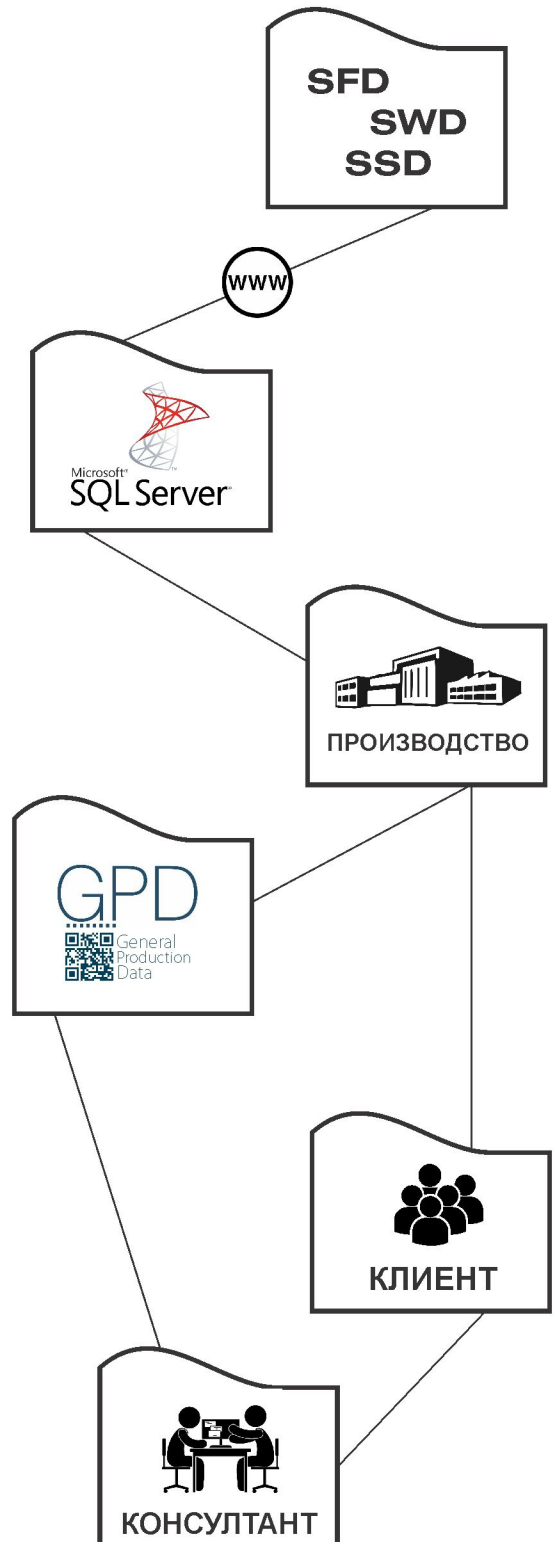 SFD
SWD
SSD
WWW
Microsoft®
SQL Server®
ПРОИЗВОДСТВО
GPD
General
Production
Data
КЛИЕНТ
КОНСУЛТАНТ